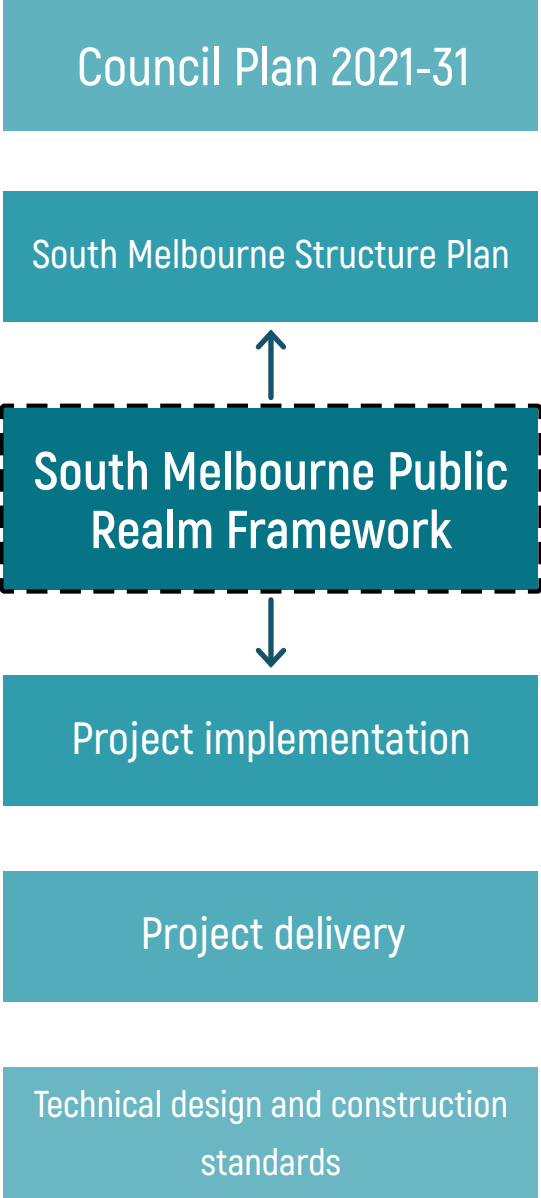 Council Plan 2021-31
South Melbourne Structure Plan
South Melbourne Public
Realm Framework
Project implementation
Project delivery
Technical design and construction
standards